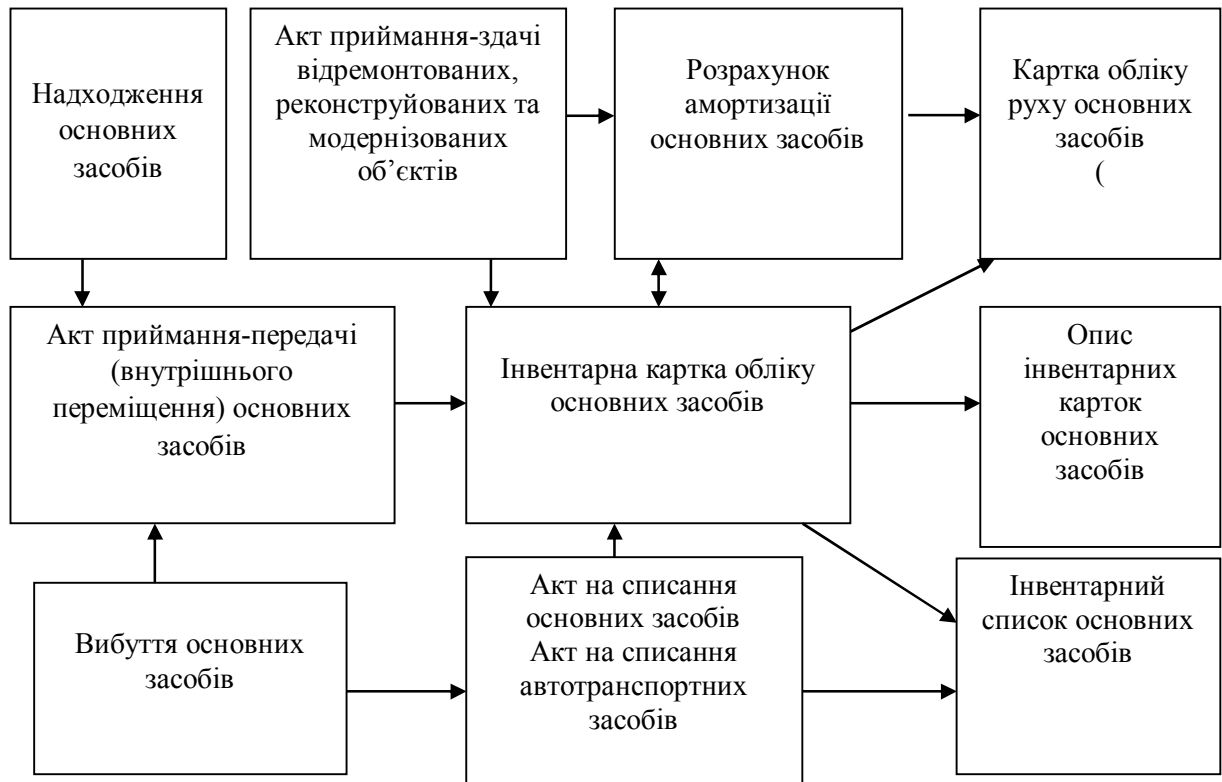 Надходження
основних
засобів
Акт приймання-здачі
відремонтованих,
реконструйованих та
модернізованих
об’єктів
Розрахунок
амортизації
основних засобів
Картка обліку
руху основних
засобів
(
Акт приймання-передачі
(внутрішнього
переміщення) основних
засобів
Інвентарна картка обліку
основних засобів
Опис
інвентарних
карток
основних
засобів
Вибуття основних
засобів
Акт на списання
основних засобів
Акт на списання
автотранспортних
засобів
Інвентарний
список основних
засобів